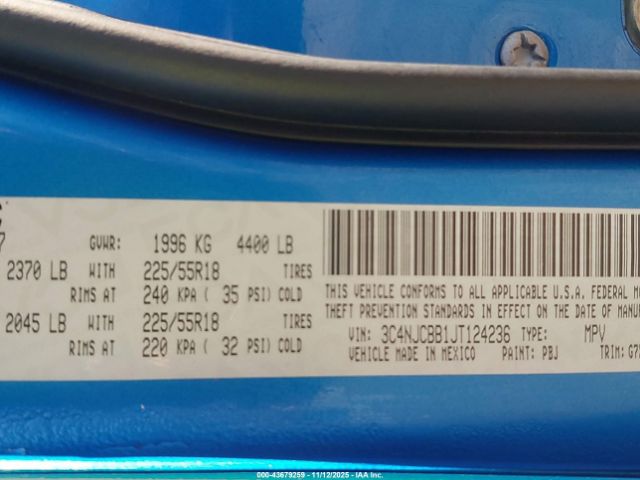 7
GVWR: 1996 KG 4400 LB
2370 LB WITH 225/55R18 TIRES
RIMS AT 240 KPA ( 35 PSI) COLD
2045 LB WITH 225/55R18 TIRES
RIMS AT 220 KPA ( 32 PSI) COLD
THIS VEHICLE CONFORMS TO ALL APPLICABLE U.S.A. FEDERAL
THEFT PREVENTION STANDARDS IN EFFECT ON THE DATE OF
VIN: 3C4NJCBB1JT124236 TYPE: MPV
VEHICLE MADE IN MEXICO PAINT: PBJ TRIM:
000-43679259 - 11/12/2025 - IAA Inc.